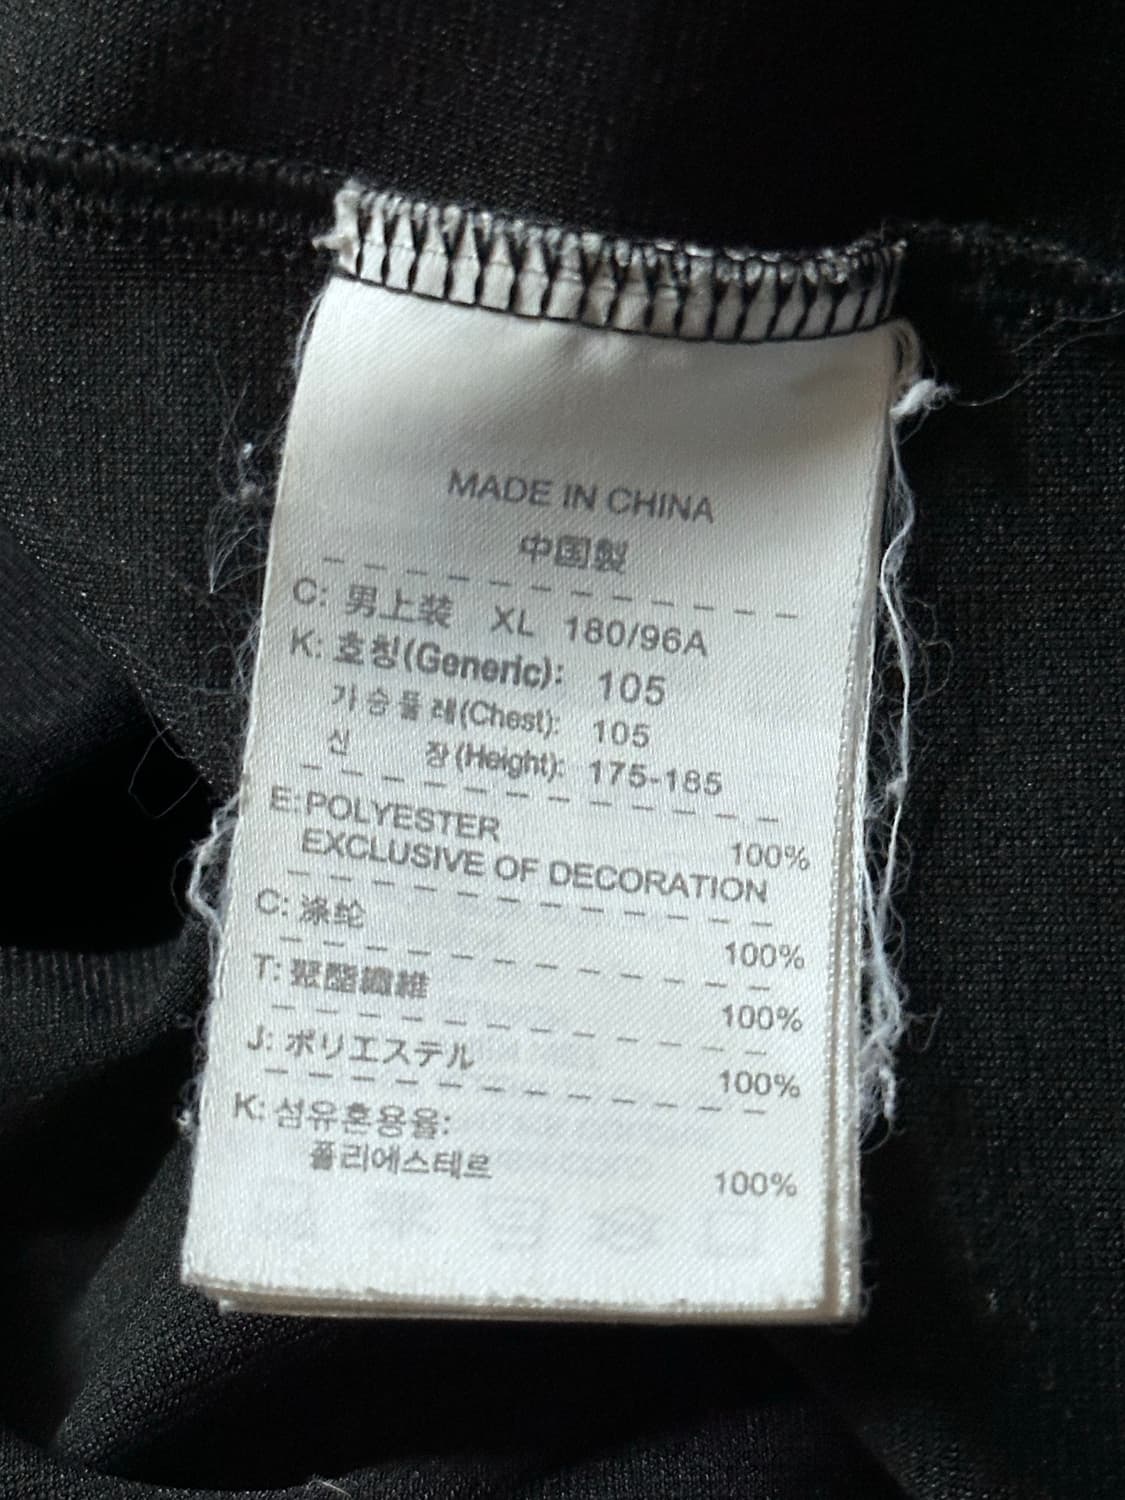 MADE IN CHINA
中国製
C: 男上装 XL 180/96A
K: 호칭(Generic): 105
가슴둘레(Chest): 105
신 장(Height): 175-185
E: POLYESTER 100%
EXCLUSIVE OF DECORATION
C: 涤纶 100%
T: 聚酯纖維 100%
J: ポリエステル 100%
K: 섬유혼용율:
폴리에스테르 100%